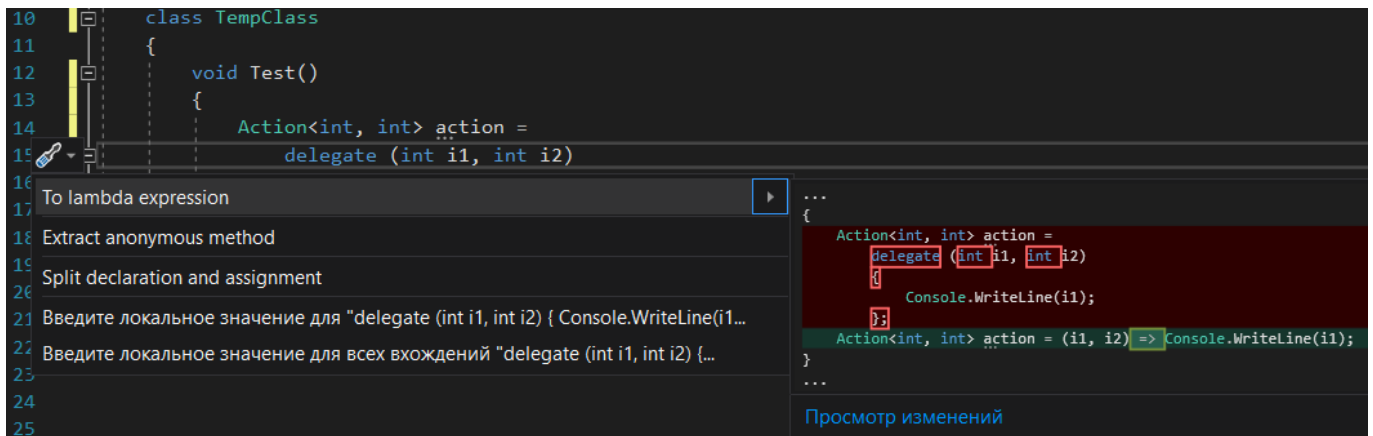 10 class TempClass
11 {
12 void Test()
13 {
14 Action<int, int> action =
15 delegate (int i1, int i2)
16
17 To lambda expression
18 Extract anonymous method
19
20 Split declaration and assignment
21 Введите локальное значение для "delegate (int i1, int i2) { Console.WriteLine(i1...
22 Введите локальное значение для всех вхождений "delegate (int i1, int i2) {...
23
24
25
...
{
Action<int, int> action =
delegate (int i1, int i2)
{
Console.WriteLine(i1);
};
Action<int, int> action = (i1, i2) => Console.WriteLine(i1);
}
...
Просмотр изменений